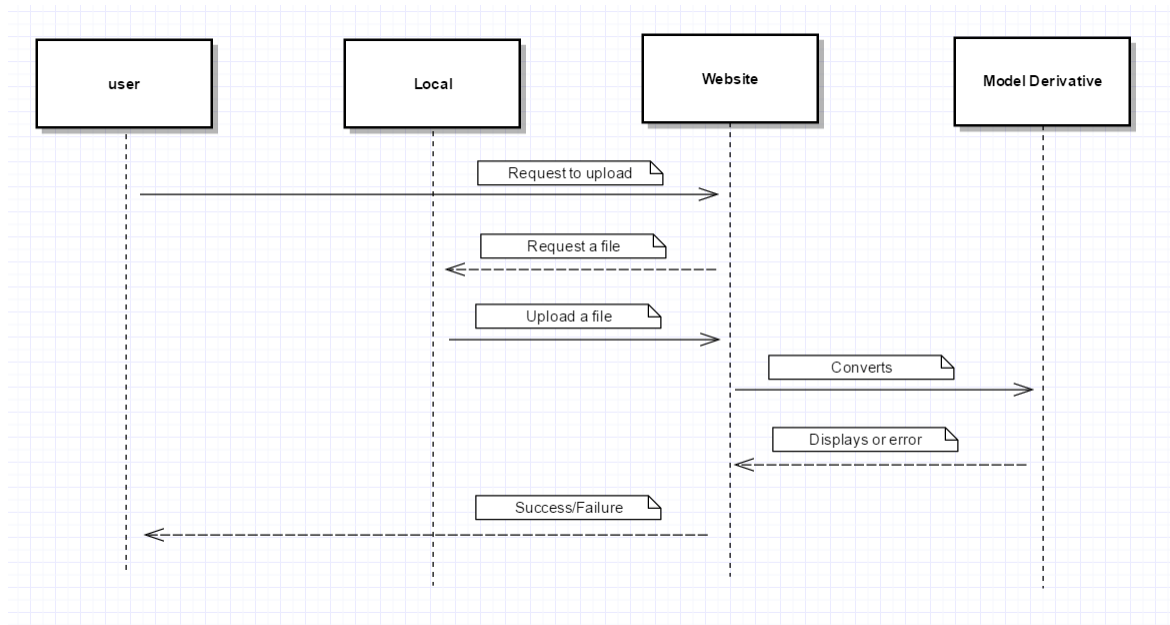 user
Local
Website
Model Derivative
Request to upload
Request a file
Upload a file
Converts
Displays or error
Success/Failure